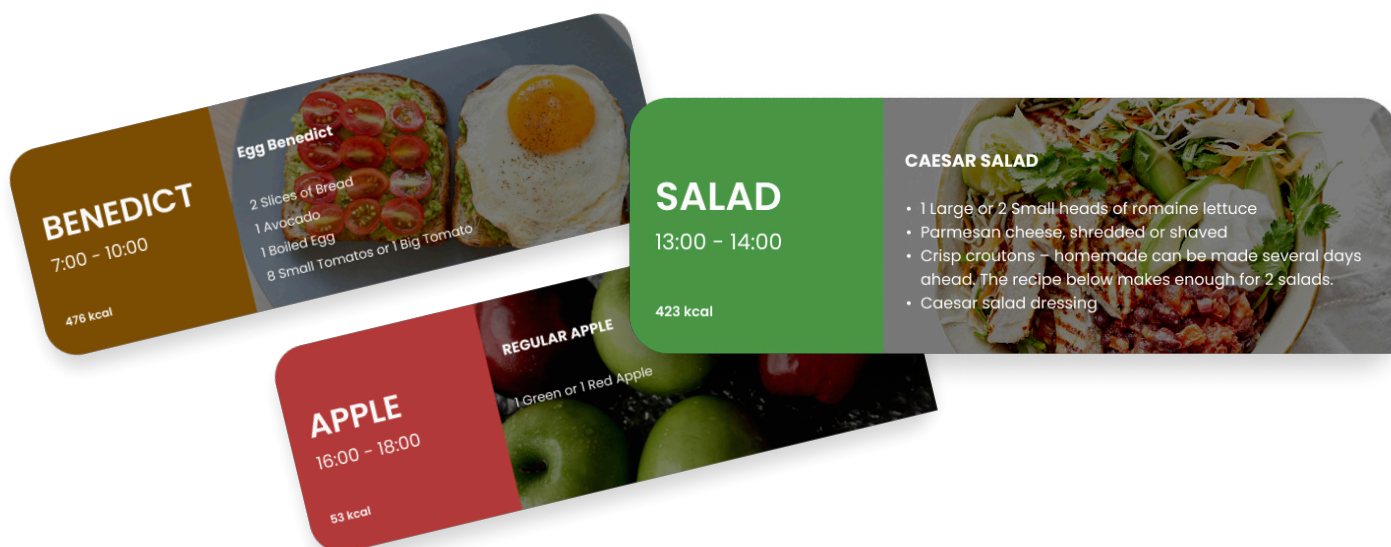 BENEDICT
7:00 - 10:00
476 kcal
Egg Benedict
2 Slices of Bread
1 Avocado
1 Boiled Egg
8 Small Tomatos or 1 Big Tomato
SALAD
13:00 - 14:00
423 kcal
CAESAR SALAD
• 1 Large or 2 Small heads of romaine lettuce
• Parmesan cheese, shredded or shaved
• Crisp croutons – homemade can be made several days
ahead. The recipe below makes enough for 2 salads.
• Caesar salad dressing
APPLE
16:00 - 18:00
53 kcal
REGULAR APPLE
1 Green or 1 Red Apple